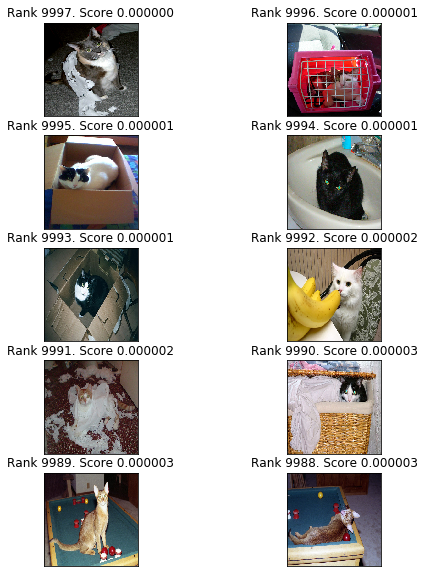 Rank 9997. Score 0.000000
Rank 9996. Score 0.000001
Rank 9995. Score 0.000001
Rank 9994. Score 0.000001
Rank 9993. Score 0.000001
Rank 9992. Score 0.000002
Rank 9991. Score 0.000002
Rank 9990. Score 0.000003
Rank 9989. Score 0.000003
Rank 9988. Score 0.000003